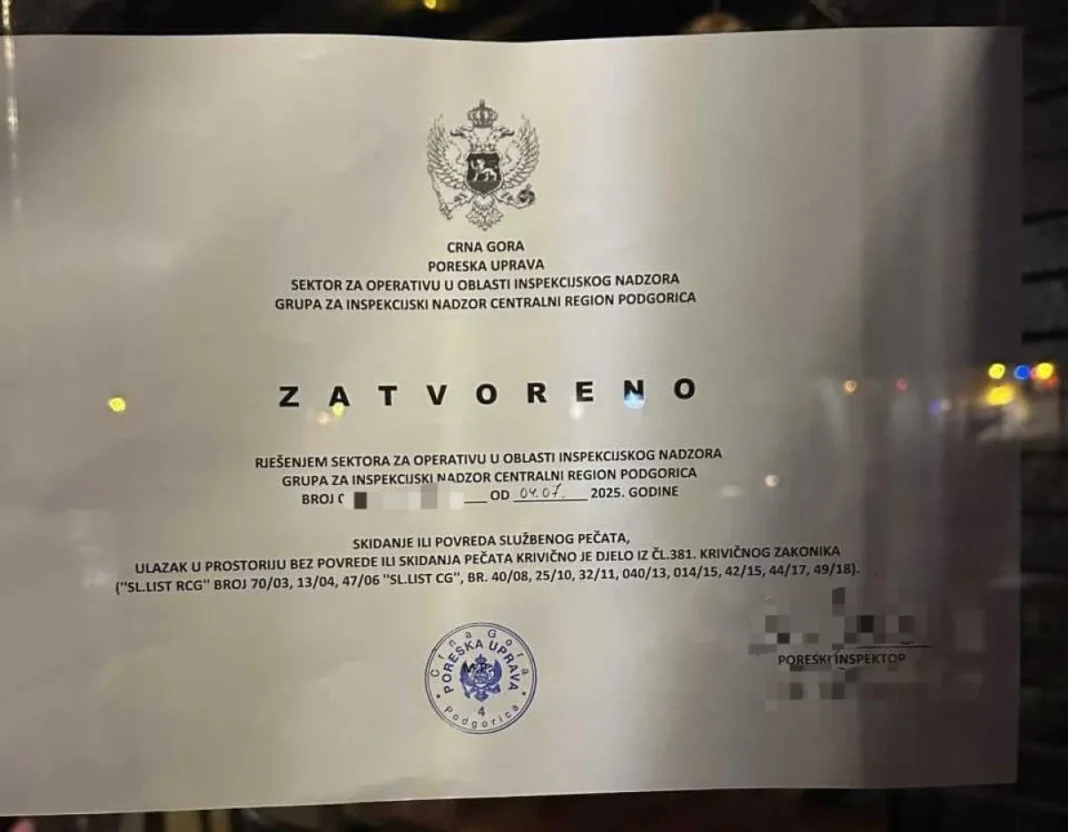 CRNA GORA
PORESKA UPRAVA
SEKTOR ZA OPERATIVU U OBLASTI INSPEKCIJSKOG NADZORA
GRUPA ZA INSPEKCIJSKI NADZOR CENTRALNI REGION PODGORICA
Z A T V O R E N O
RJEŠENJEM SEKTORA ZA OPERATIVU U OBLASTI INSPEKCIJSKOG NADZORA
GRUPA ZA INSPEKCIJSKI NADZOR CENTRALNI REGION PODGORICA
BROJ OD 04.07. 2025. GODINE
SKIDANJE ILI POVREDA SLUŽBENOG PEČATA,
ULAZAK U PROSTORIJU BEZ POVREDE ILI SKIDANJA PEČATA KRIVIČNO JE DJELO IZ ČL.381. KRIVIČNOG ZAKONIKA
("SL.LIST RCG" BROJ 70/03, 13/04, 47/06 "SL.LIST CG", BR. 40/08, 25/10, 32/11, 040/13, 014/15, 42/15, 44/17, 49/18).
Crna Gora
PORESKA UPRAVA
M.P.
4
Podgorica
PORESKI INSPEKTOR